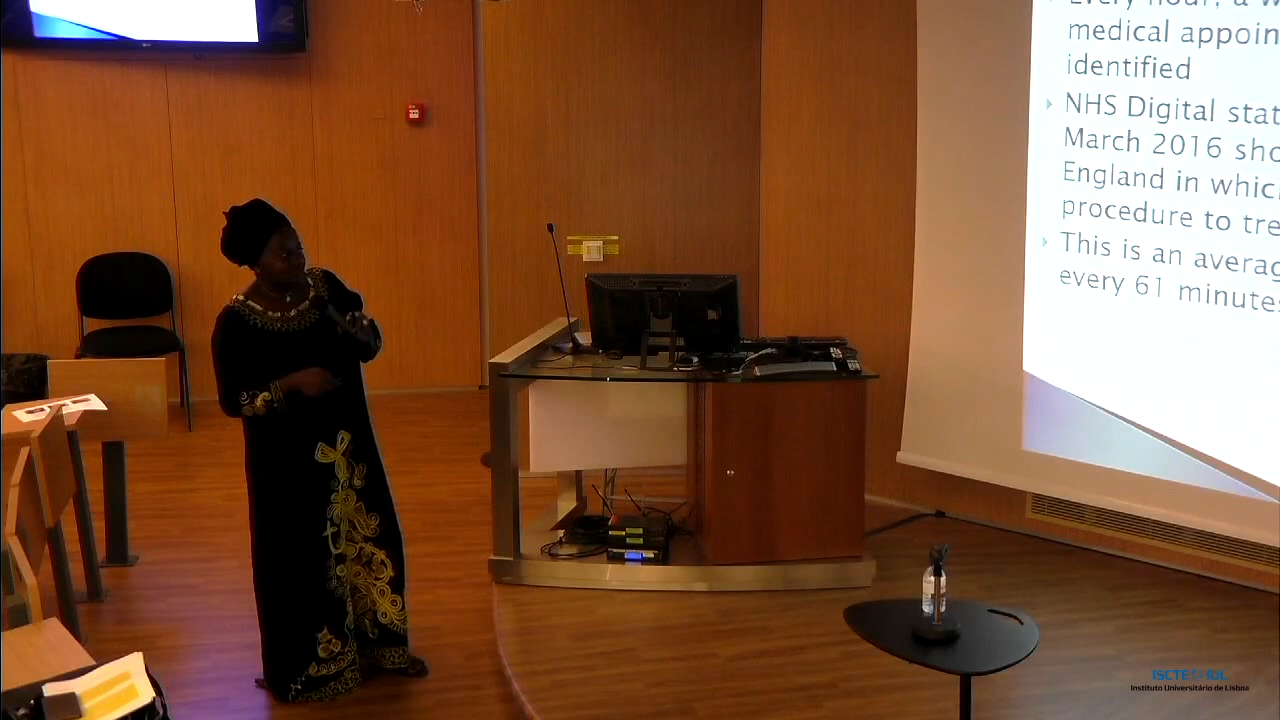 medical appoin
identified
NHS Digital stat
March 2016 sho
England in whic
procedure to tre
This is an averag
every 61 minutes
ISCTE IUL
Instituto Universitário de Lisboa